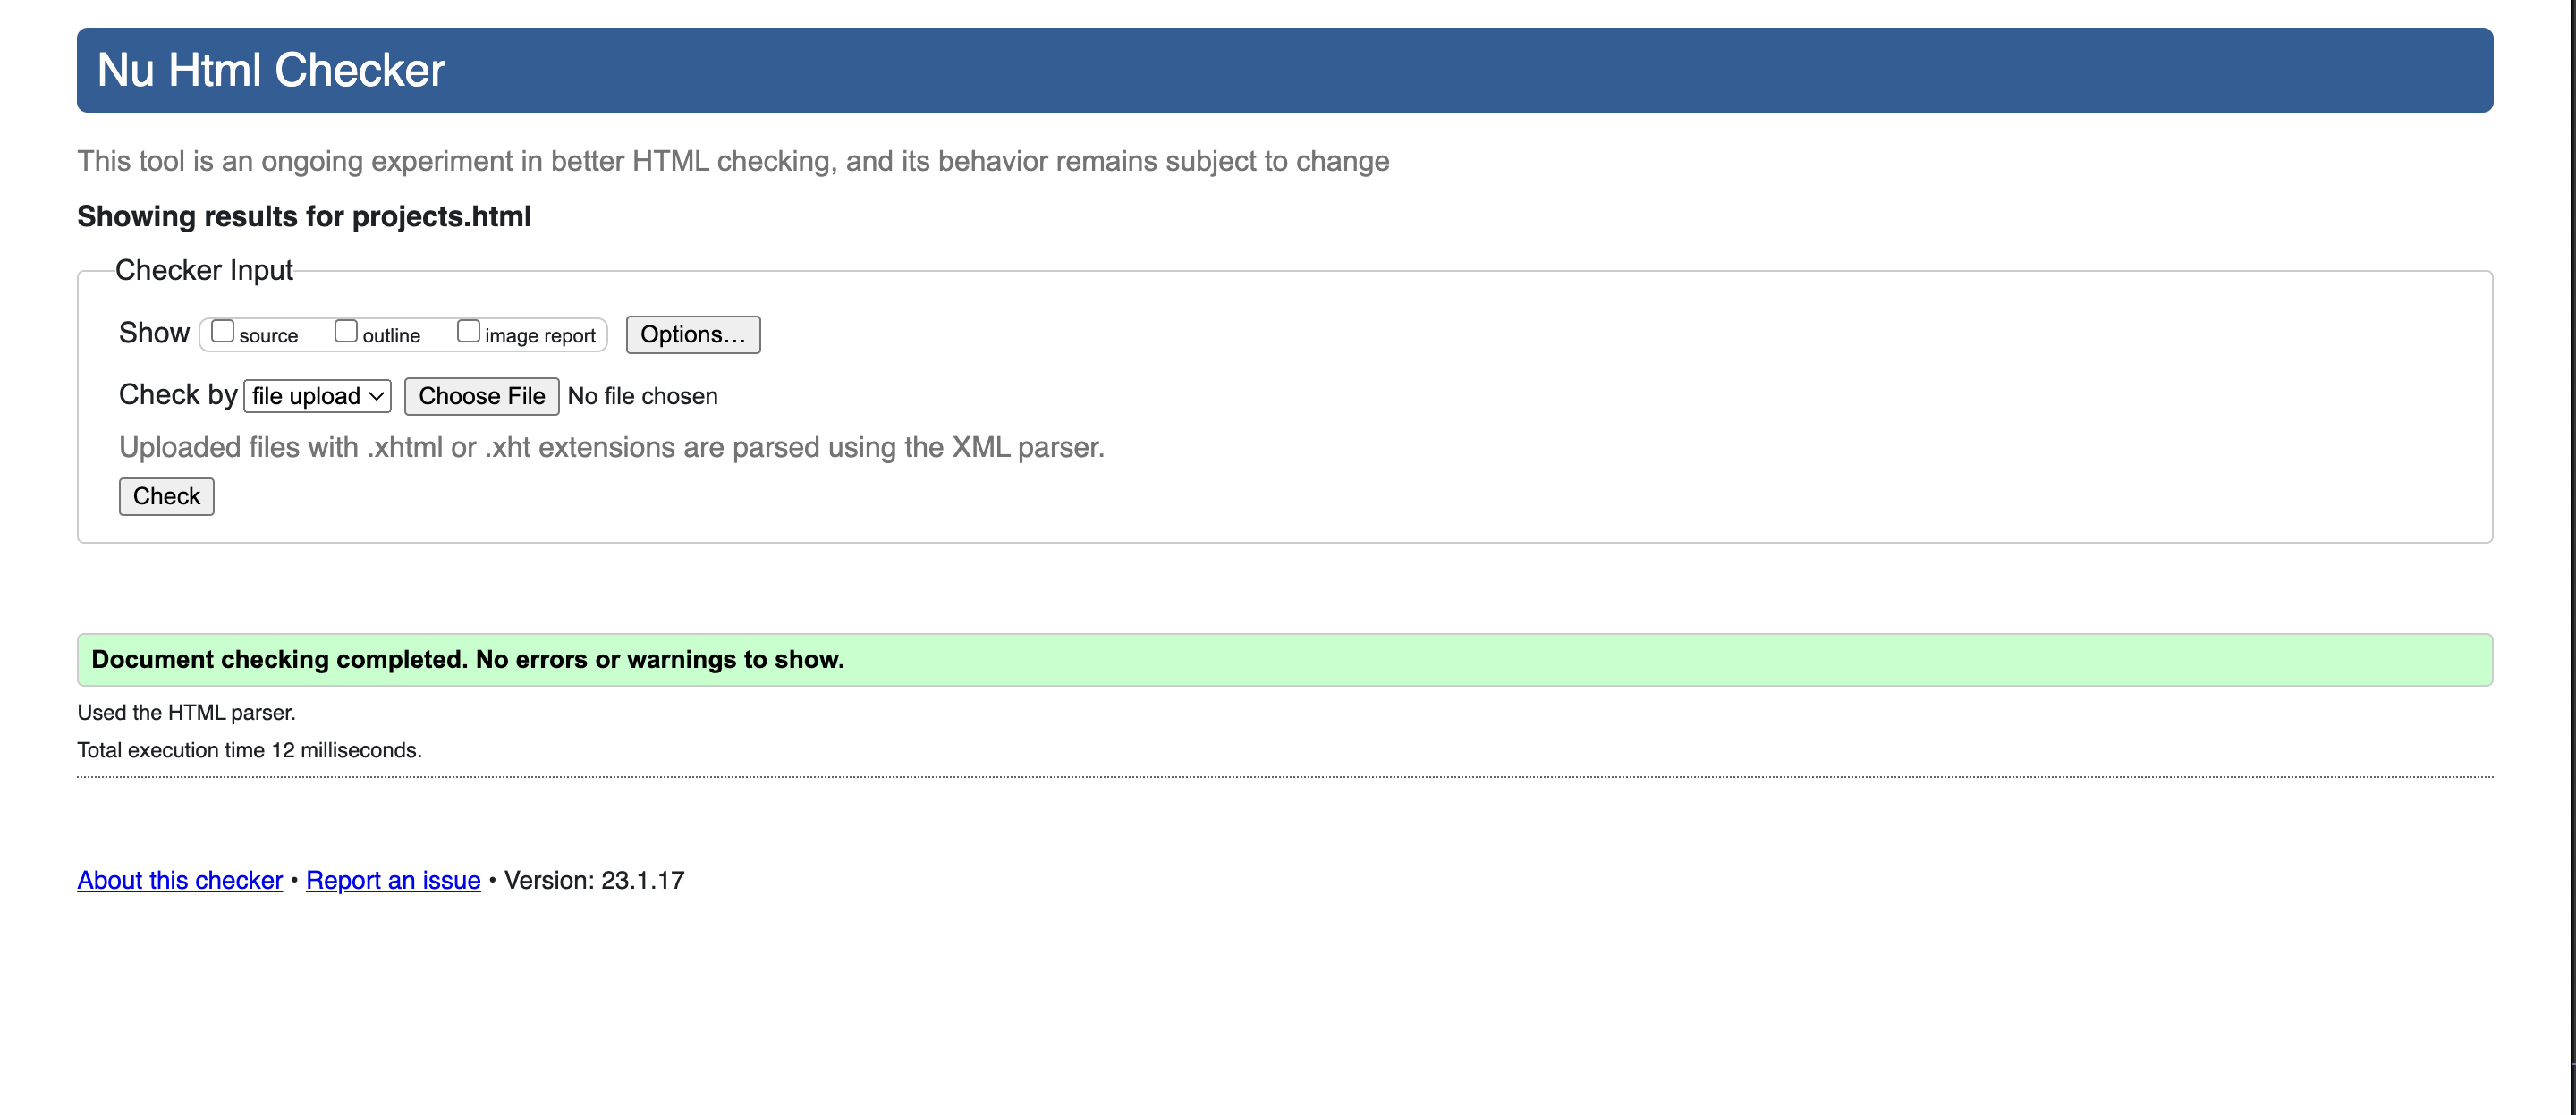 Nu Html Checker
This tool is an ongoing experiment in better HTML checking, and its behavior remains subject to change
Showing results for projects.html
Checker Input
Show source outline image report Options...
Check by file upload Choose File No file chosen
Uploaded files with .xhtml or .xht extensions are parsed using the XML parser.
Check
Document checking completed. No errors or warnings to show.
Used the HTML parser.
Total execution time 12 milliseconds.
About this checker • Report an issue • Version: 23.1.17